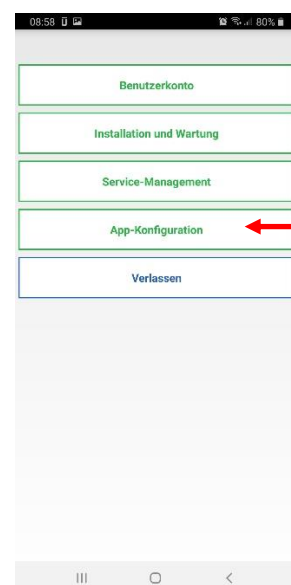 08:58 80%
Benutzerkonto
Installation und Wartung
Service-Management
App-Konfiguration
Verlassen